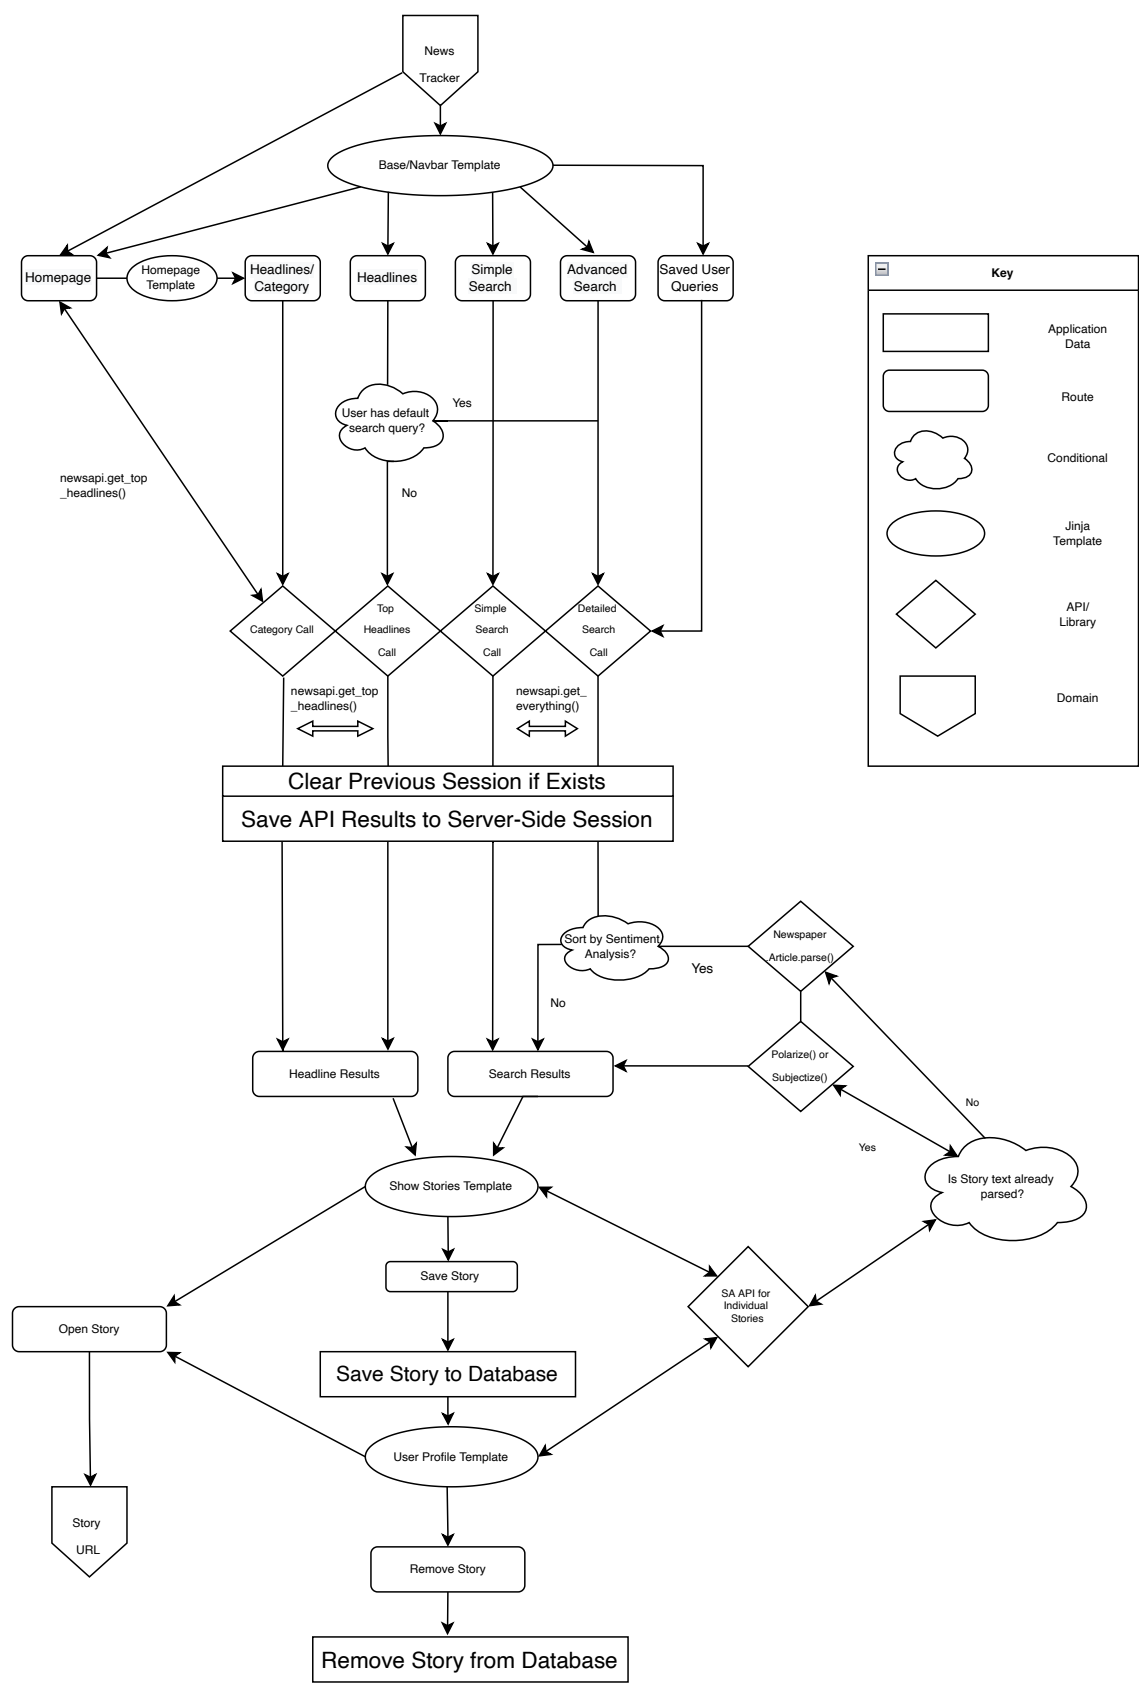 News
Tracker
Base/Navbar Template
Homepage
Homepage
Template
Headlines/
Category
Headlines
Simple
Search
Advanced
Search
Saved User
Queries
Key
Application
Data
Route
Conditional
Jinja
Template
API/
Library
Domain
User has default
search query?
Yes
No
newsapi.get_top
_headlines()
Category Call
Top
Headlines
Call
Simple
Search
Call
Detailed
Search
Call
newsapi.get_top
_headlines()
newsapi.get_
everything()
Clear Previous Session if Exists
Save API Results to Server-Side Session
Sort by Sentiment
Analysis?
Yes
No
Newspaper
.Article.parse()
Polarize() or
Subjectize()
Headline Results
Search Results
No
Yes
Is Story text already
parsed?
Show Stories Template
Save Story
SA API for
Individual
Stories
Open Story
Save Story to Database
User Profile Template
Story
URL
Remove Story
Remove Story from Database